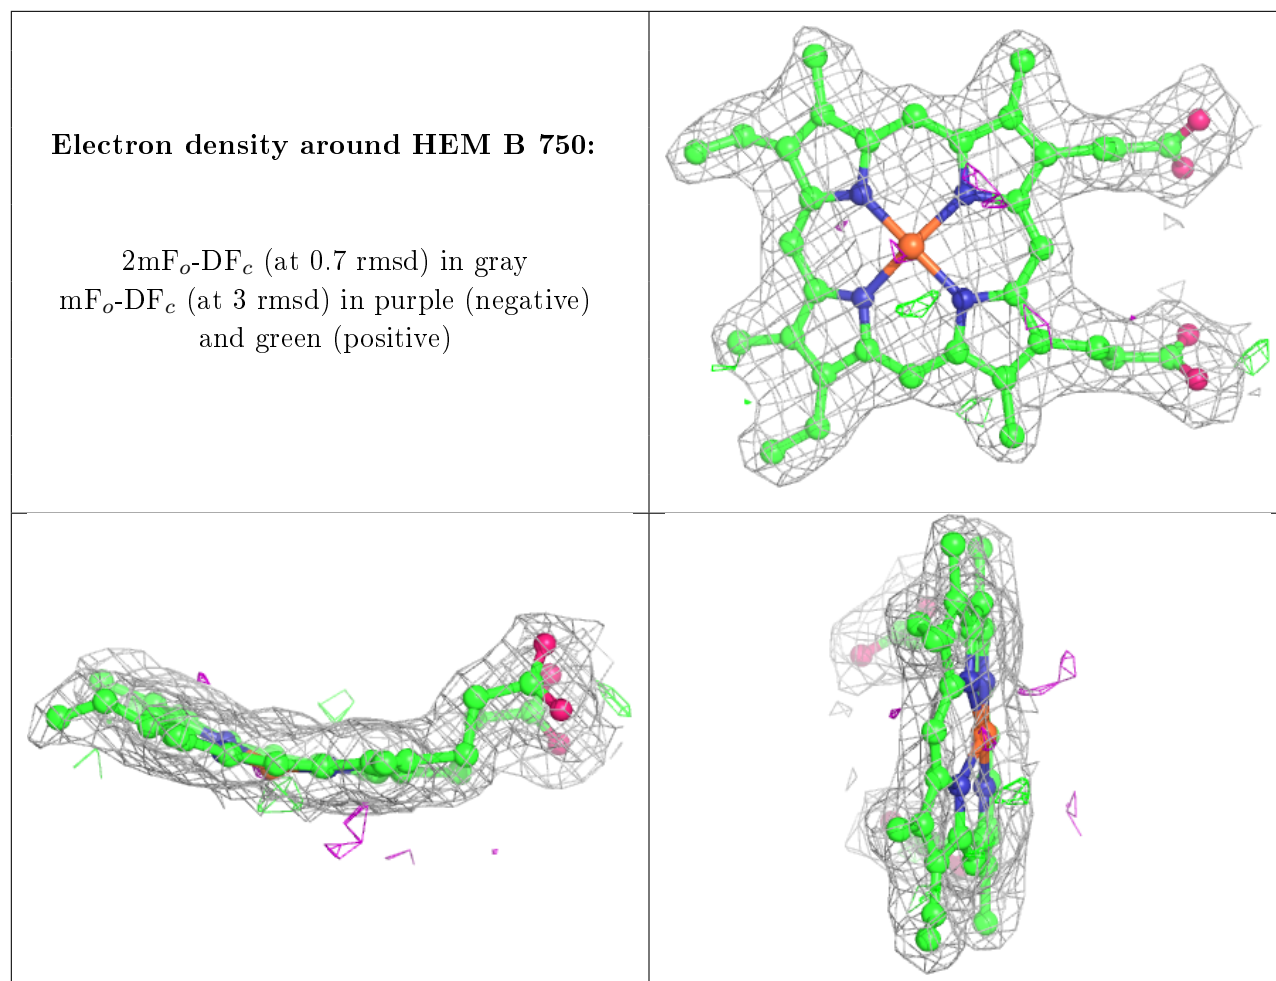 Electron density around HEM B 750:
2mFₒ-DF𝒸 (at 0.7 rmsd) in gray
mFₒ-DF𝒸 (at 3 rmsd) in purple (negative)
and green (positive)